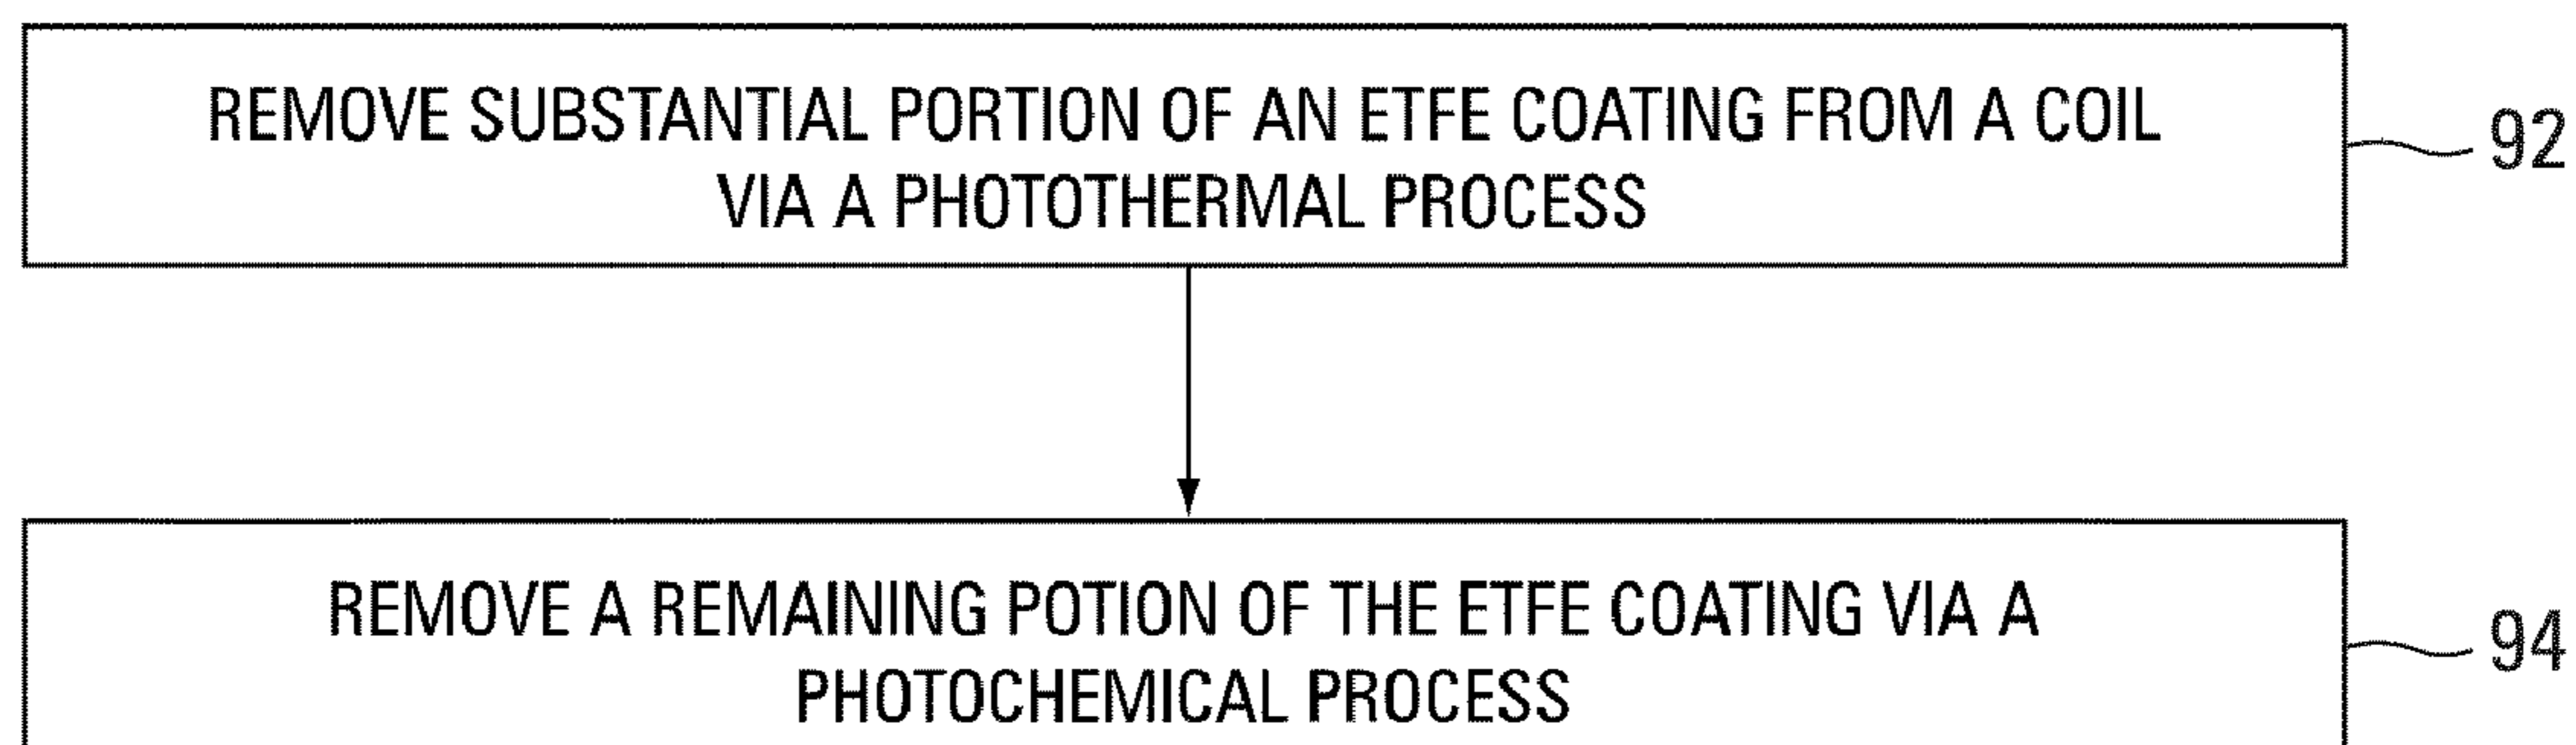 REMOVE SUBSTANTIAL PORTION OF AN ETFE COATING FROM A COIL
VIA A PHOTOTHERMAL PROCESS
92
REMOVE A REMAINING POTION OF THE ETFE COATING VIA A
PHOTOCHEMICAL PROCESS
94